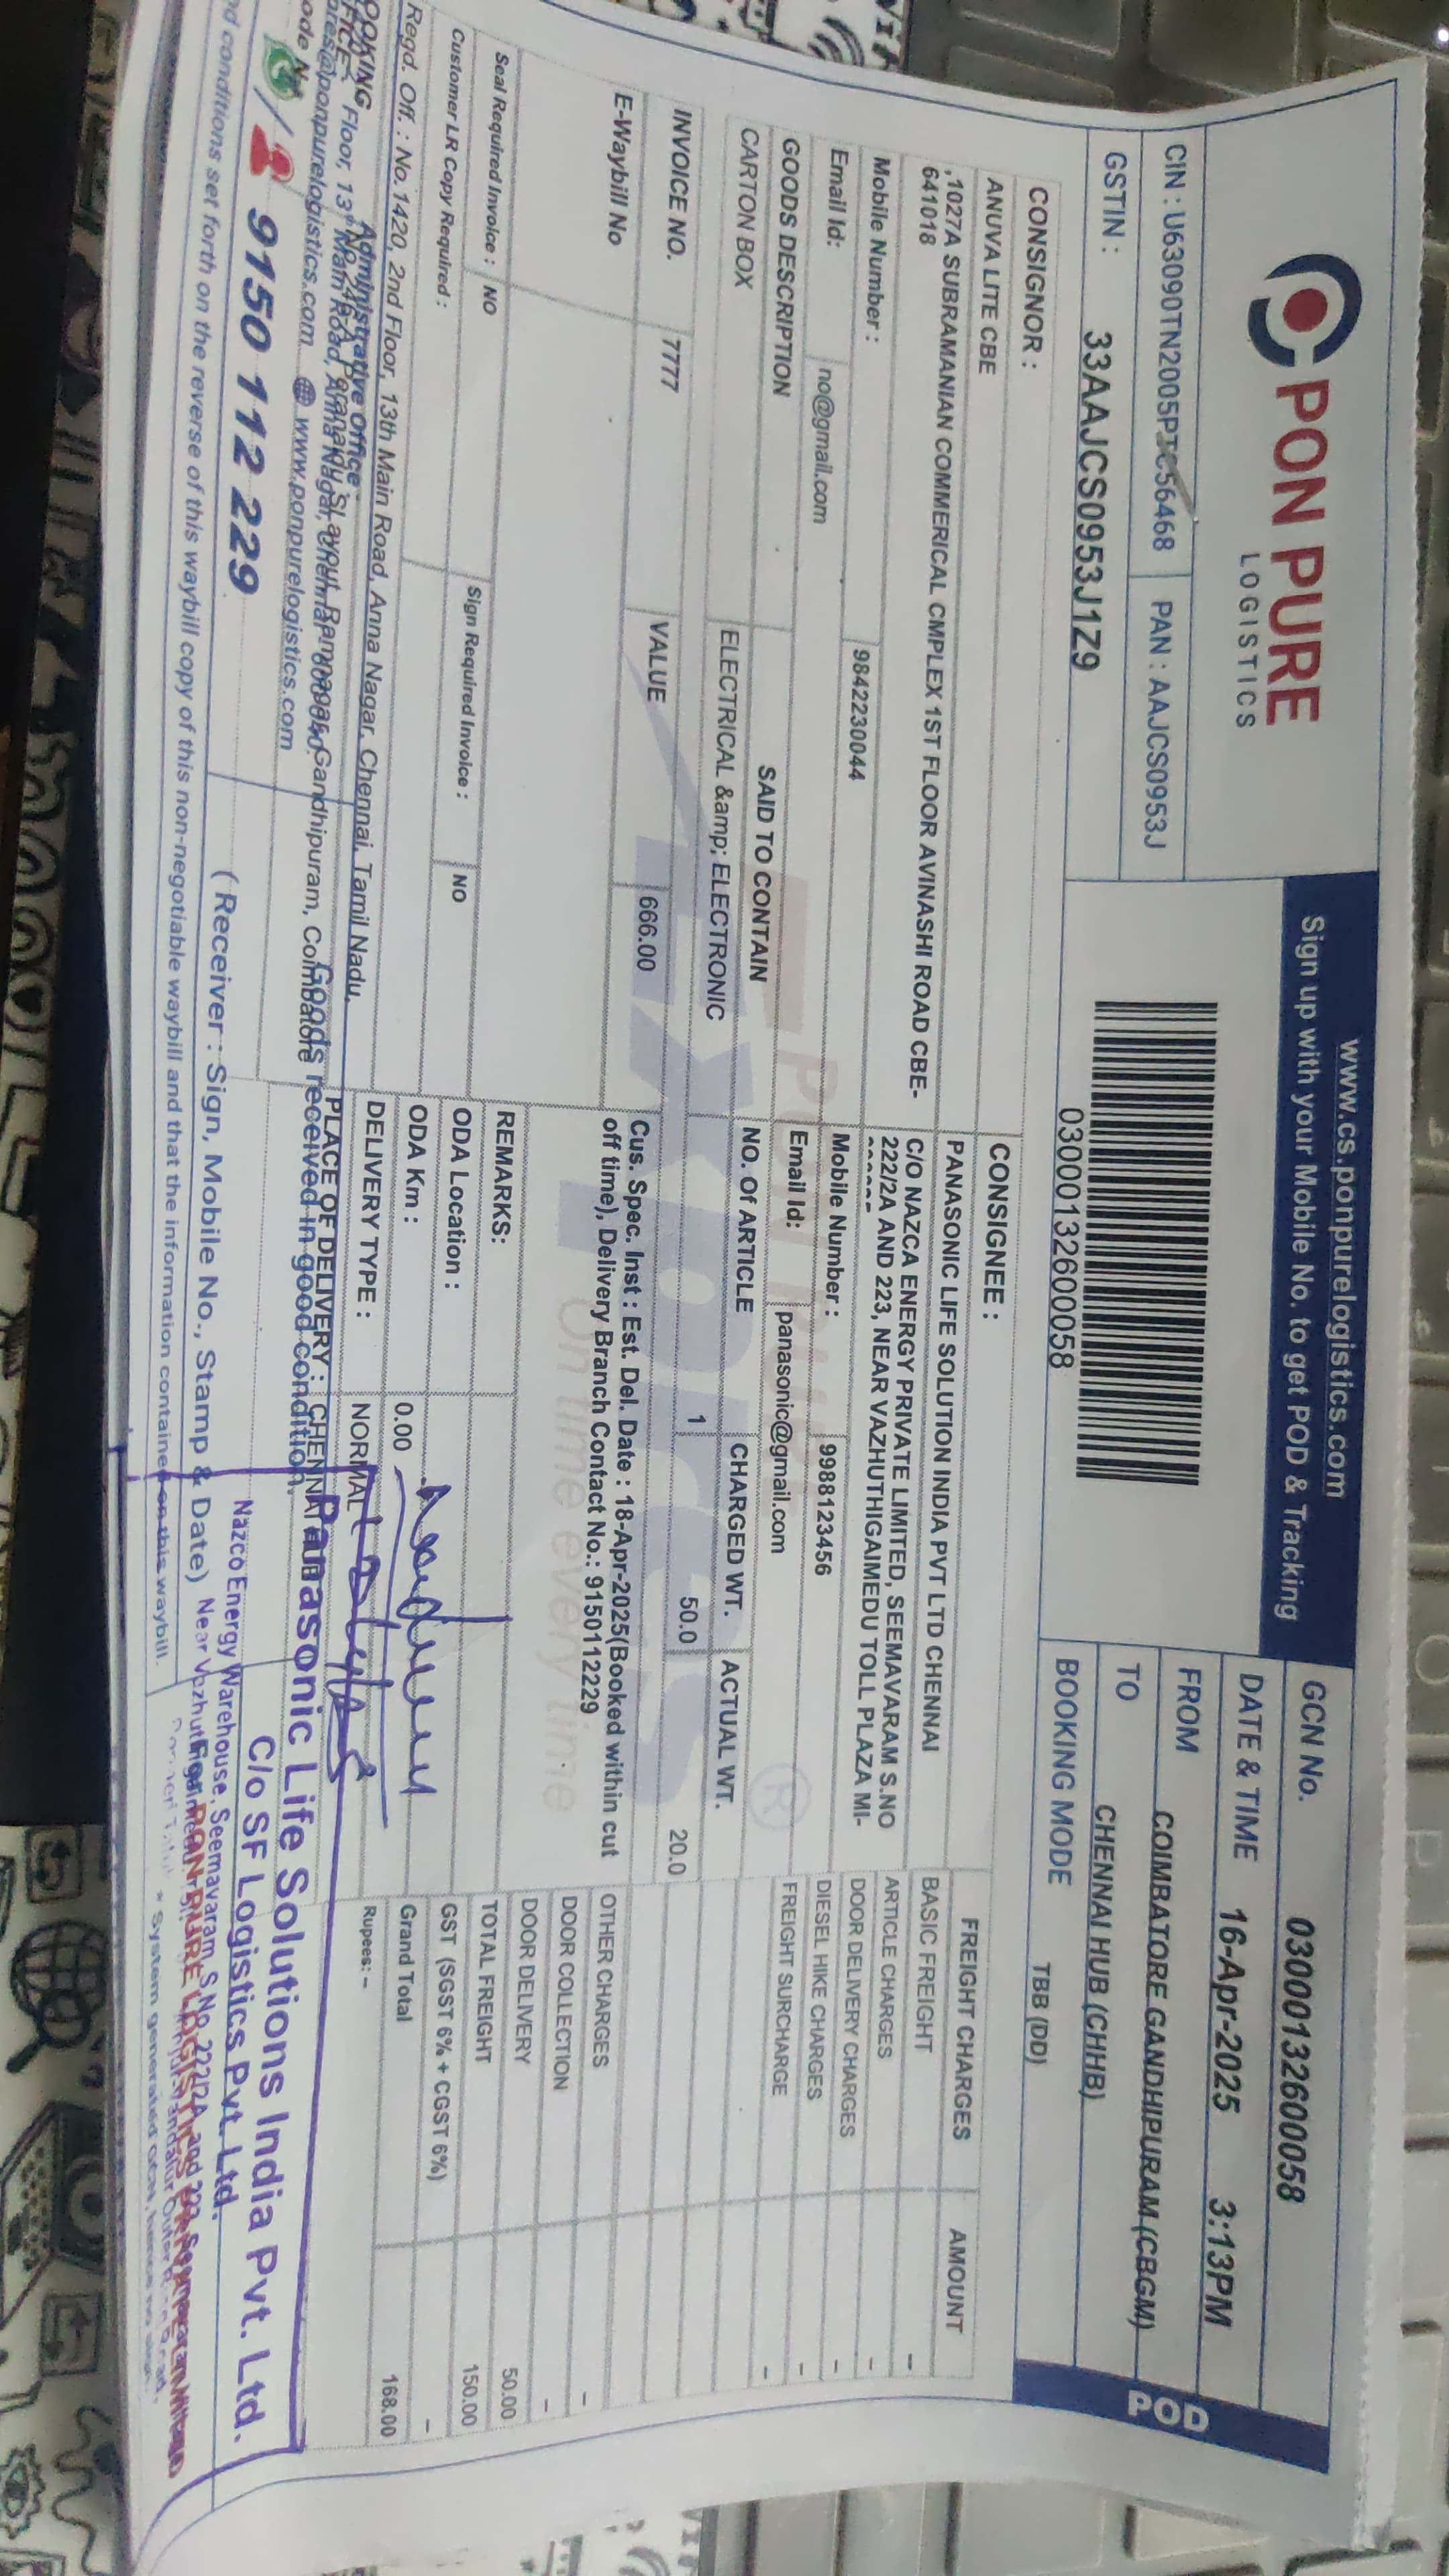 PON PURE
LOGISTICS
CIN : U63090TN2005PTC56468
PAN : AAJCS0953J
GSTIN :
33AAJCS0953J1Z9
www.cs.ponpurelogistics.com
Sign up with your Mobile No. to get POD & Tracking
03000132600058
GCN No.
03000132600058
DATE & TIME
16-Apr-2025
3:13PM
FROM
COIMBATORE GANDHIPURAM (CBGM)
TO
CHENNAI HUB (CHHB)
BOOKING MODE
TBB (DD)
POD
CONSIGNOR :
ANUVA LITE CBE
,1027A SUBRAMANIAN COMMERICAL CMPLEX 1ST FLOOR AVINASHI ROAD CBE-
641018
Mobile Number :
9842230044
Email Id:
no@gmail.com
CONSIGNEE :
PANASONIC LIFE SOLUTION INDIA PVT LTD CHENNAI
C/O NAZCA ENERGY PRIVATE LIMITED, SEEMAVARAM S.NO
222/2A AND 223, NEAR VAZHUTHIGAIMEDU TOLL PLAZA MI-
Mobile Number :
9988123456
Email Id:
panasonic@gmail.com
FREIGHT CHARGES
AMOUNT
BASIC FREIGHT
--
ARTICLE CHARGES
-
DOOR DELIVERY CHARGES
-
DIESEL HIKE CHARGES
-
FREIGHT SURCHARGE
-
GOODS DESCRIPTION
SAID TO CONTAIN
NO. Of ARTICLE
CHARGED WT.
ACTUAL WT.
CARTON BOX
ELECTRICAL &amp; ELECTRONIC
1
50.0
20.0
INVOICE NO.
7777
VALUE
666.00
E-Waybill No
Cus. Spec. Inst : Est. Del. Date : 18-Apr-2025(Booked within cut
off time), Delivery Branch Contact No.: 9150112229
Pon Pure
Express
On time every time
OTHER CHARGES
-
DOOR COLLECTION
-
DOOR DELIVERY
50.00
TOTAL FREIGHT
150.00
GST (SGST 6% + CGST 6%)
-
Grand Total
168.00
Rupees: -
Seal Required Invoice :
NO
Sign Required Invoice :
NO
Customer LR Copy Required :
REMARKS:
ODA Location :
ODA Km :
0.00
DELIVERY TYPE :
NORMAL
PLACE OF DELIVERY : CHENNAI
Regd. Off. : No.1420, 2nd Floor, 13th Main Road, Anna Nagar, Chennai, Tamil Nadu,
Administrative Office
Gandhipuram, Coimbatore
www.ponpurelogistics.com
9150 112 229
Goods received in good condition.
(Receiver : Sign, Mobile No., Stamp & Date)
conditions set forth on the reverse of this waybill copy of this non-negotiable waybill and that the information contained on this waybill.
Panasonic Life Solutions India Pvt. Ltd.
C/o SF Logistics Pvt. Ltd.
Nazco Energy Warehouse, Seemavaram, S.No.222/2A and 223,
PON PURE LOGISTICS
* System generated